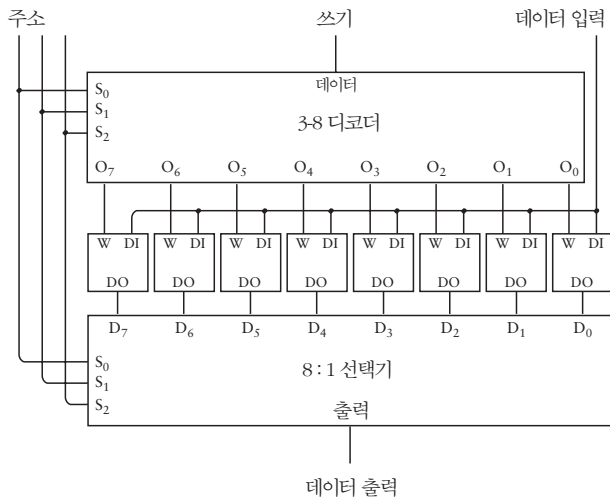 주소 쓰기 데이터 입력
데이터
S0
S1
3-8 디코더
S2
O7 O6 O5 O4 O3 O2 O1 O0
W DI W DI W DI W DI W DI W DI W DI W DI
DO DO DO DO DO DO DO DO
D7 D6 D5 D4 D3 D2 D1 D0
S0
8 : 1 선택기
S1
S2
출력
데이터 출력